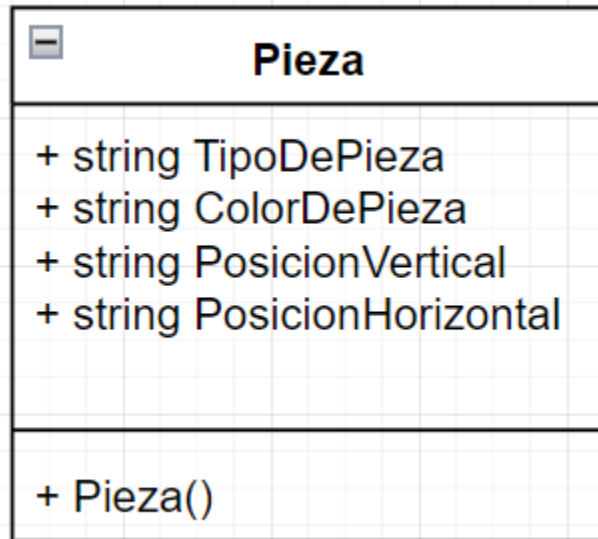 Pieza
+ string TipoDePieza
+ string ColorDePieza
+ string PosicionVertical
+ string PosicionHorizontal
+ Pieza()